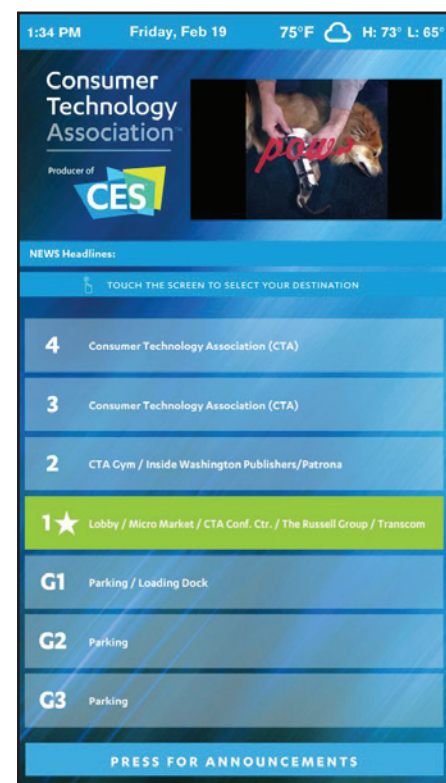 1:34 PM Friday, Feb 19 75°F H: 73° L: 65°
Consumer
Technology
Association™
Producer of
CES
paws
NEWS Headlines:
TOUCH THE SCREEN TO SELECT YOUR DESTINATION
4 Consumer Technology Association (CTA)
3 Consumer Technology Association (CTA)
2 CTA Gym / Inside Washington Publishers/Patrona
1★ Lobby / Micro Market / CTA Conf. Ctr. / The Russell Group / Transcom
G1 Parking / Loading Dock
G2 Parking
G3 Parking
PRESS FOR ANNOUNCEMENTS